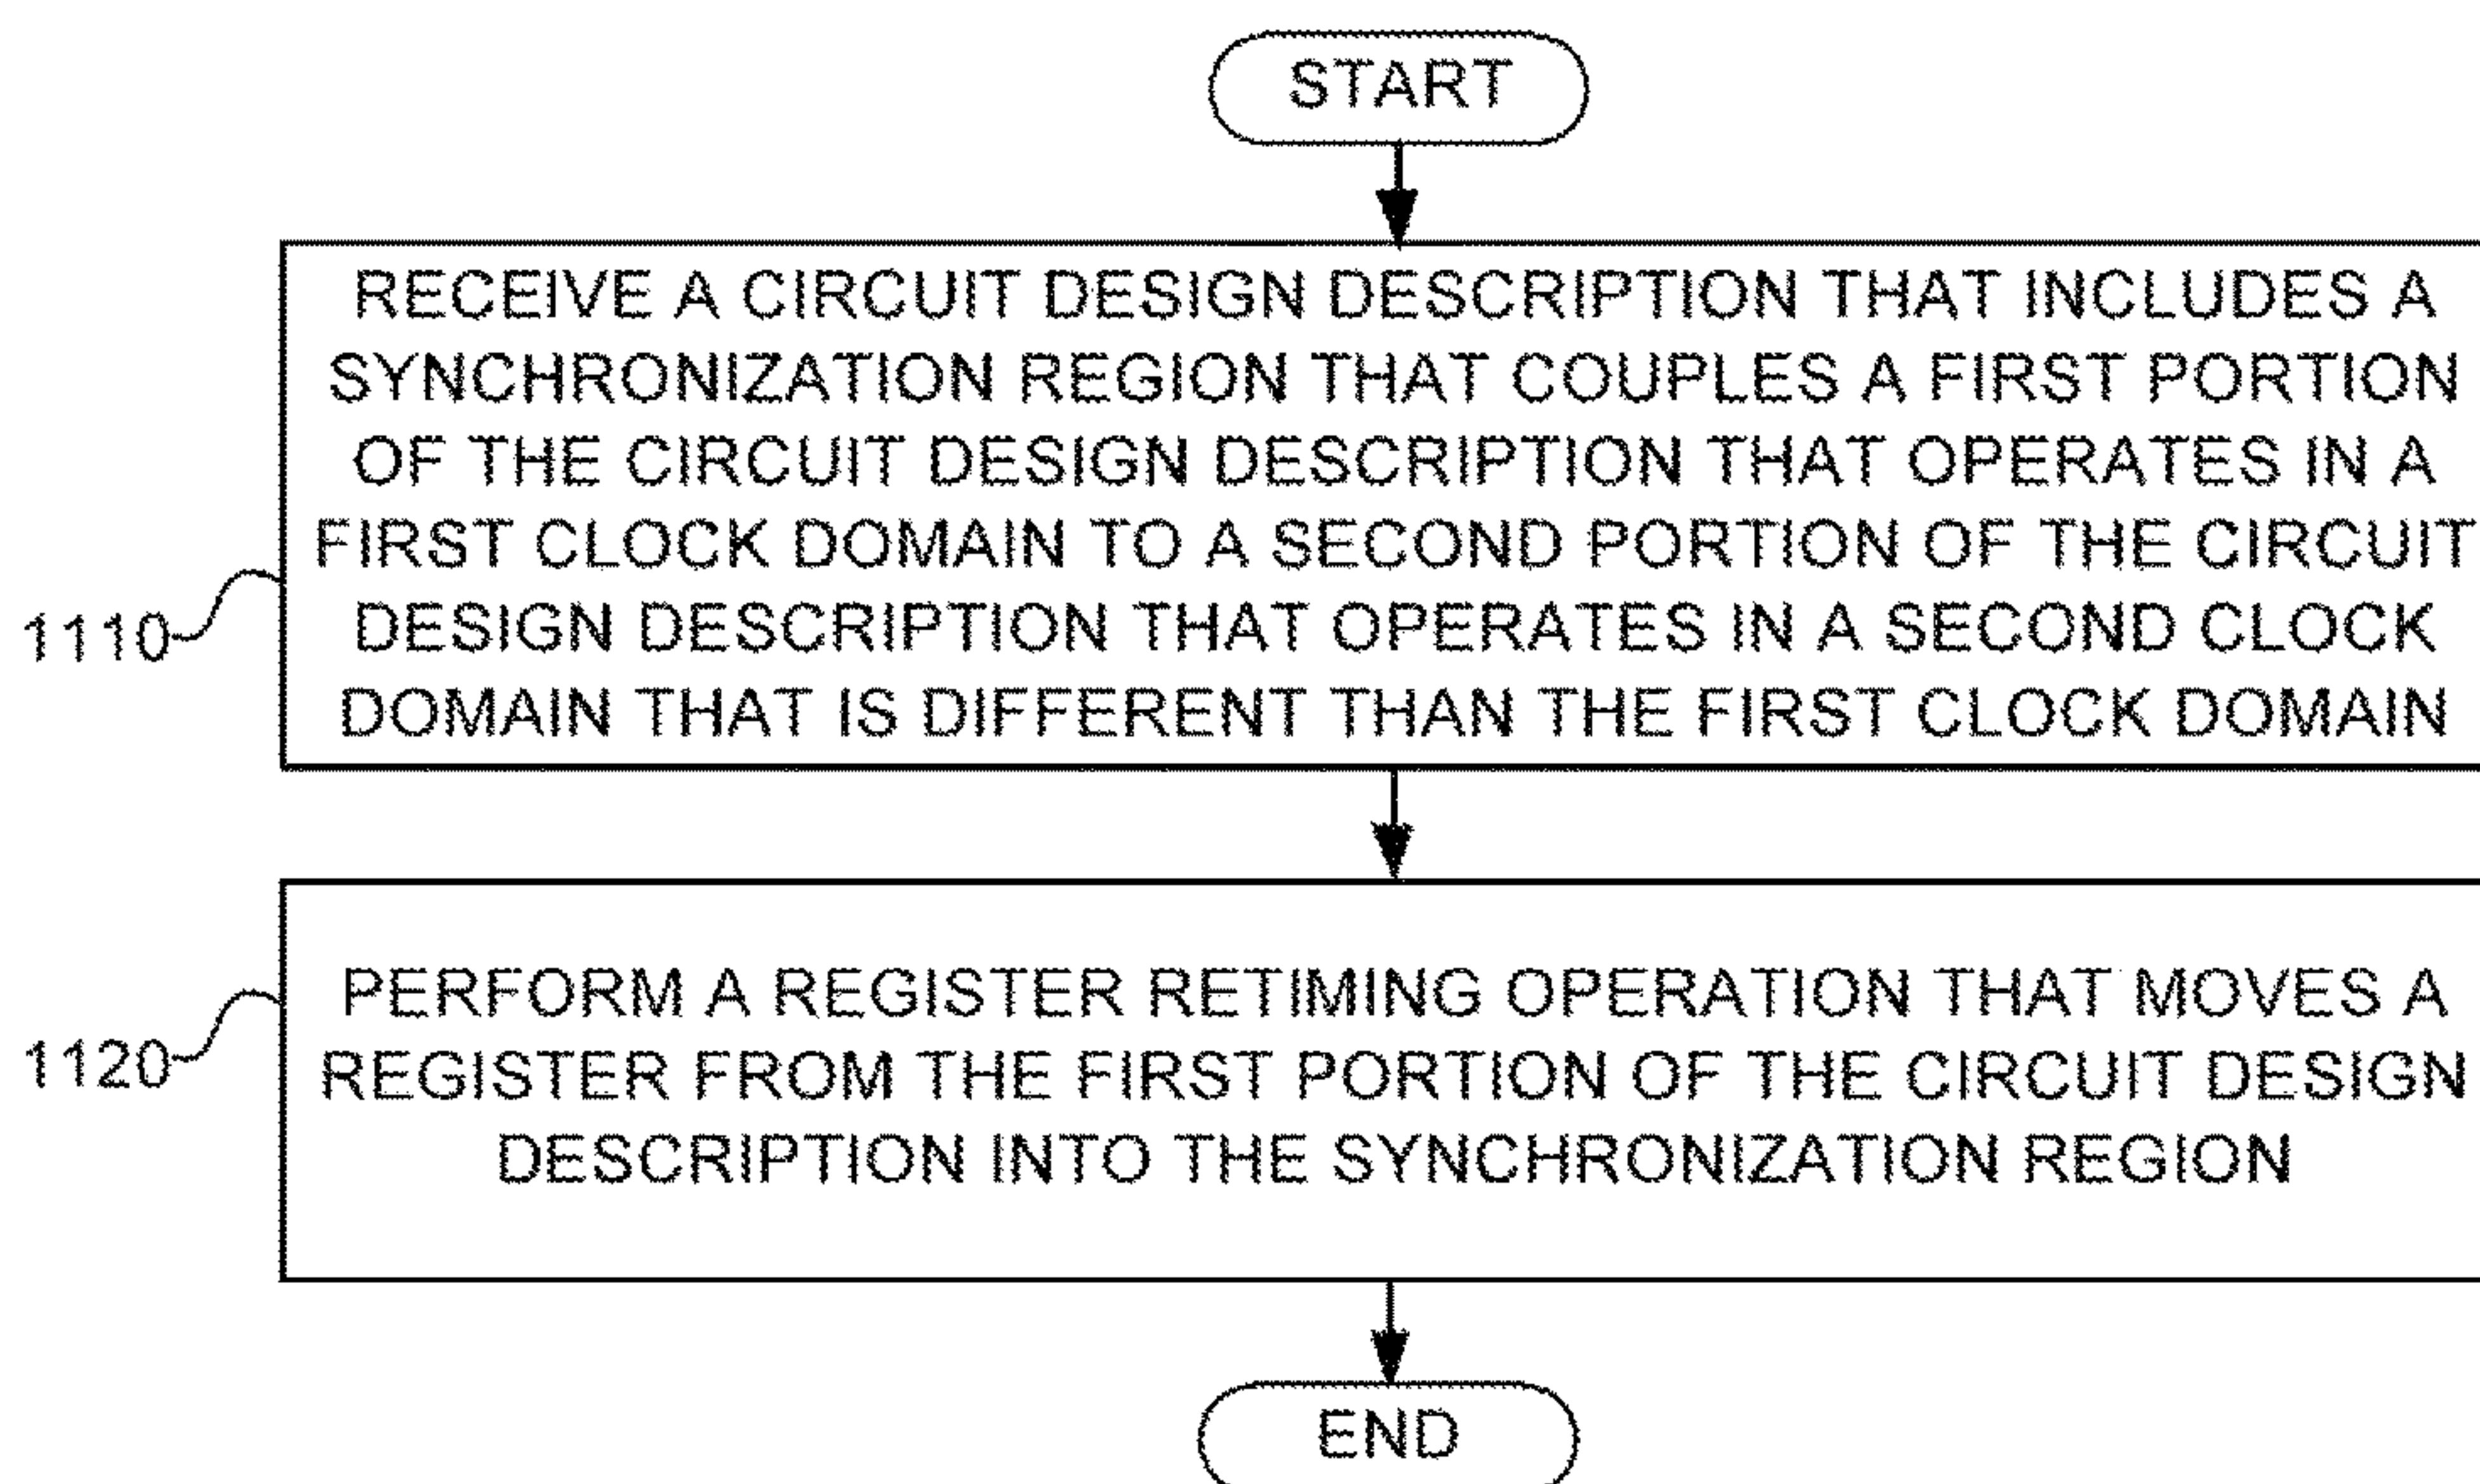 START
RECEIVE A CIRCUIT DESIGN DESCRIPTION THAT INCLUDES A
SYNCHRONIZATION REGION THAT COUPLES A FIRST PORTION
OF THE CIRCUIT DESIGN DESCRIPTION THAT OPERATES IN A
FIRST CLOCK DOMAIN TO A SECOND PORTION OF THE CIRCUIT
DESIGN DESCRIPTION THAT OPERATES IN A SECOND CLOCK
DOMAIN THAT IS DIFFERENT THAN THE FIRST CLOCK DOMAIN
1110
PERFORM A REGISTER RETIMING OPERATION THAT MOVES A
REGISTER FROM THE FIRST PORTION OF THE CIRCUIT DESIGN
DESCRIPTION INTO THE SYNCHRONIZATION REGION
1120
END